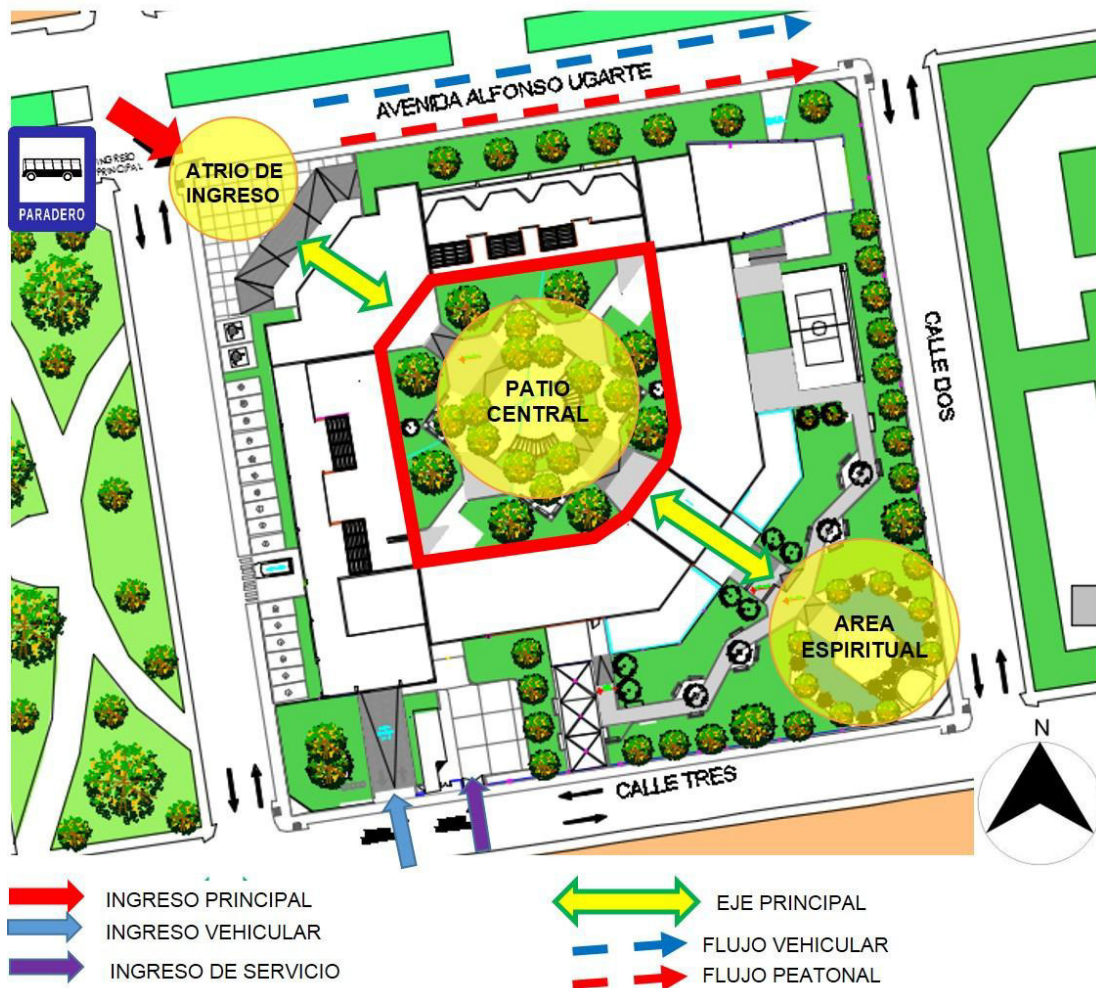 AVENIDA ALFONSO UGARTE
INGRESO
PRINCIPAL
PARADERO
ATRIO DE
INGRESO
PATIO
CENTRAL
CALLE DOS
AREA
ESPIRITUAL
CALLE TRES
N
INGRESO PRINCIPAL
INGRESO VEHICULAR
INGRESO DE SERVICIO
EJE PRINCIPAL
FLUJO VEHICULAR
FLUJO PEATONAL